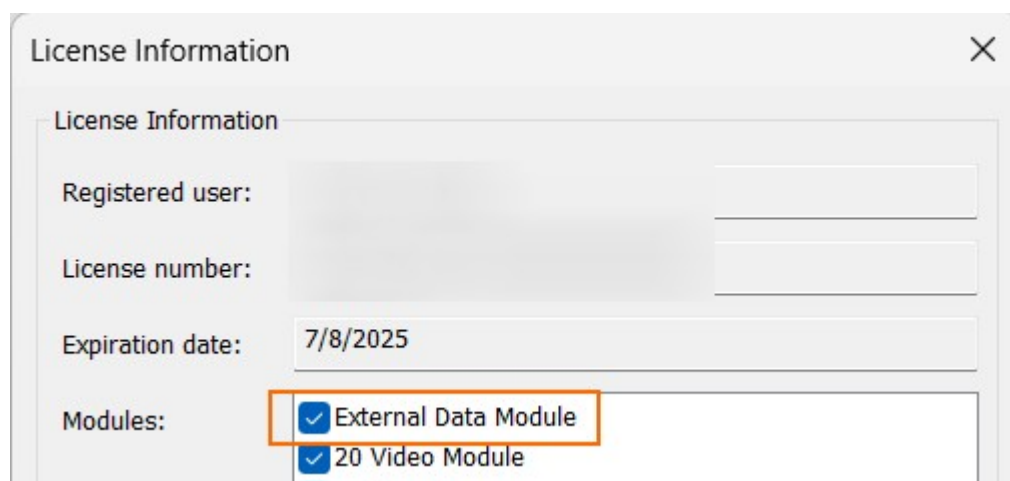 License Information
License Information
Registered user:
License number:
Expiration date: 7/8/2025
Modules: External Data Module
20 Video Module